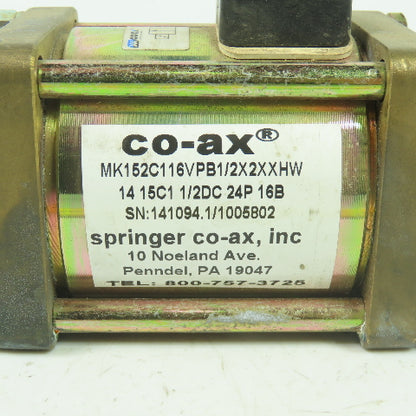 co-ax®
MK152C116VPB1/2X2XXHW
14 15C1 1/2DC 24P 16B
SN:141094.1/1005802
springer co-ax, inc
10 Noeland Ave.
Penndel, PA 19047
TEL: 800-757-3725